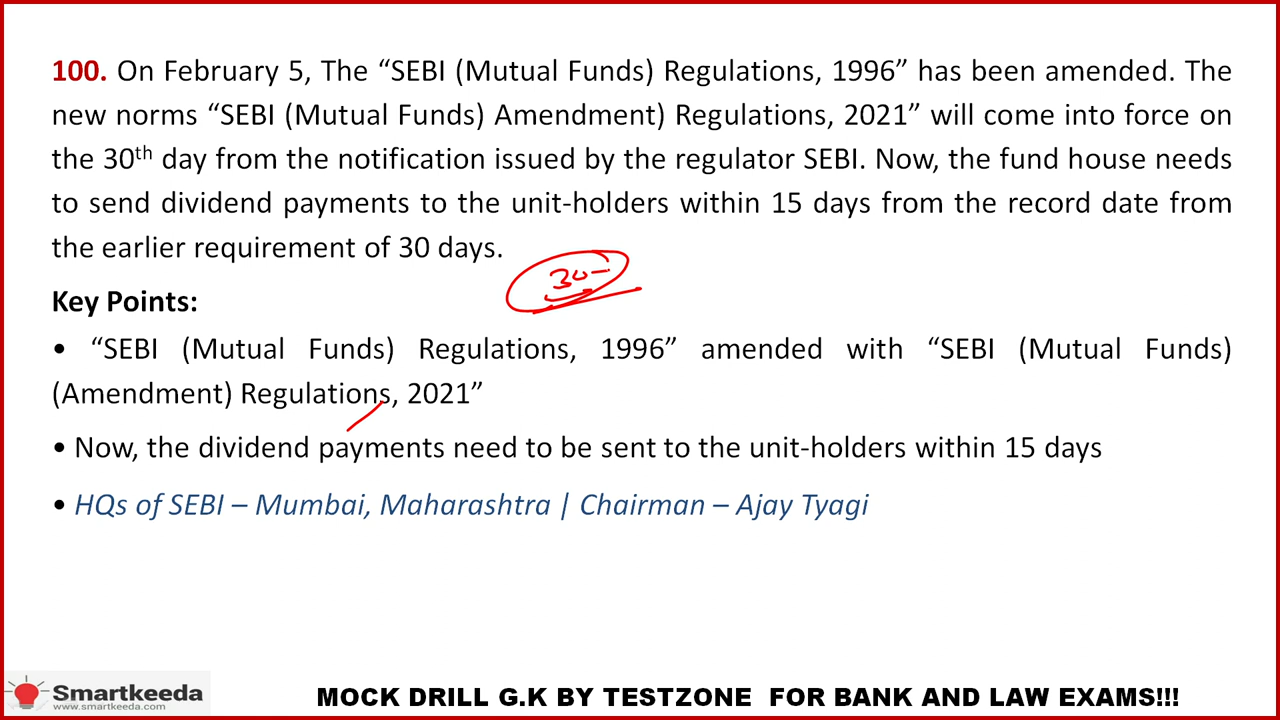 100. On February 5, The “SEBI (Mutual Funds) Regulations, 1996” has been amended. The
new norms “SEBI (Mutual Funds) Amendment) Regulations, 2021” will come into force on
the 30th day from the notification issued by the regulator SEBI. Now, the fund house needs
to send dividend payments to the unit-holders within 15 days from the record date from
the earlier requirement of 30 days.
30-
Key Points:
• “SEBI (Mutual Funds) Regulations, 1996” amended with “SEBI (Mutual Funds)
(Amendment) Regulations, 2021”
• Now, the dividend payments need to be sent to the unit-holders within 15 days
• HQs of SEBI – Mumbai, Maharashtra | Chairman – Ajay Tyagi
Smartkeeda
www.smartkeeda.com
MOCK DRILL G.K BY TESTZONE FOR BANK AND LAW EXAMS!!!